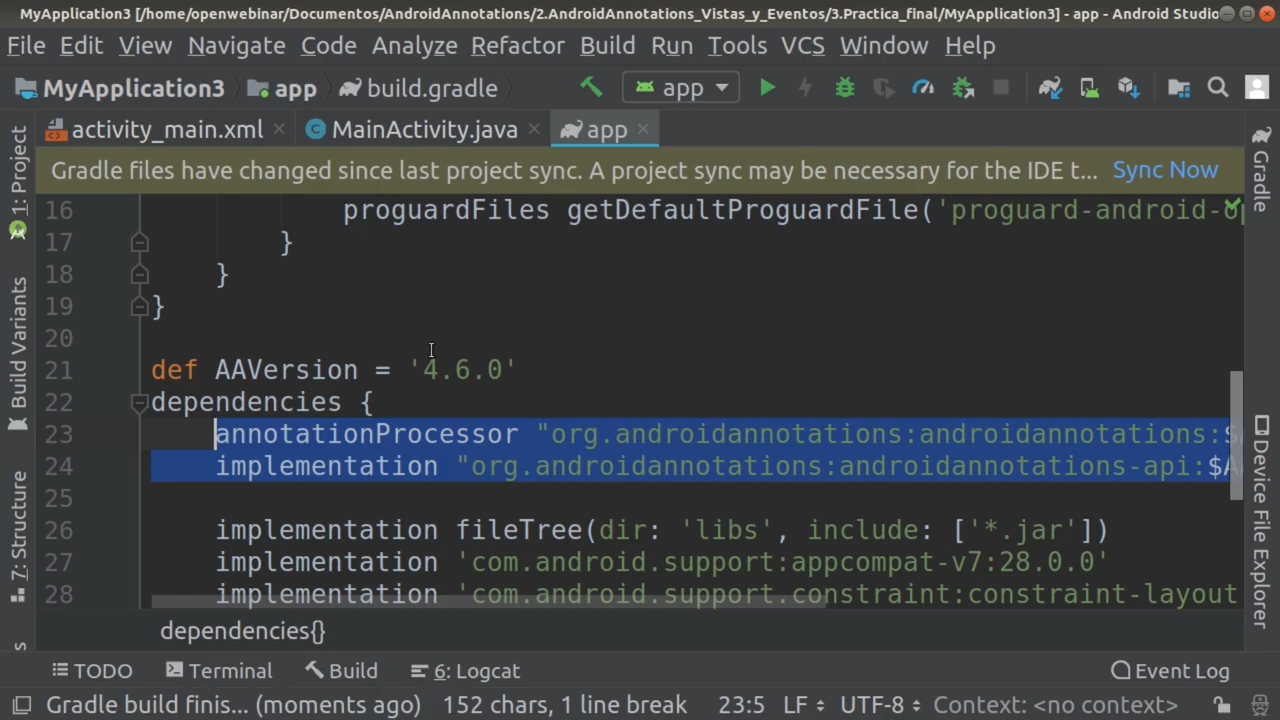 MyApplication3 [/home/openwebinar/Documentos/AndroidAnnotations/2.AndroidAnnotations_Vistas_y_Eventos/3.Practica_final/MyApplication3] - app - Android Studio
File Edit View Navigate Code Analyze Refactor Build Run Tools VCS Window Help
MyApplication3 app build.gradle app
activity_main.xml MainActivity.java app
Gradle files have changed since last project sync. A project sync may be necessary for the IDE t... Sync Now
1: Project
Build Variants
7: Structure
Gradle
Device File Explorer
16 proguardFiles getDefaultProguardFile('proguard-android-op
17 }
18 }
19 }
20
21 def AAVersion = '4.6.0'
22 dependencies {
23 annotationProcessor "org.androidannotations:androidannotations:$
24 implementation "org.androidannotations:androidannotations-api:$A
25
26 implementation fileTree(dir: 'libs', include: ['*.jar'])
27 implementation 'com.android.support:appcompat-v7:28.0.0'
28 implementation 'com.android.support.constraint:constraint-layout
dependencies{}
TODO Terminal Build 6: Logcat Event Log
Gradle build finis... (moments ago) 152 chars, 1 line break 23:5 LF UTF-8 Context: <no context>